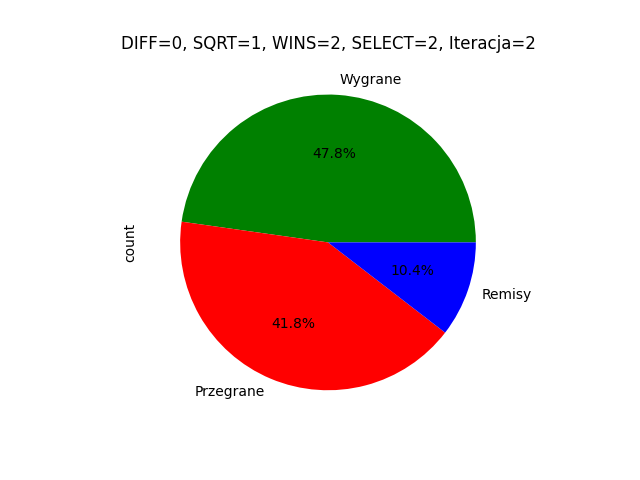 DIFF=0, SQRT=1, WINS=2, SELECT=2, Iteracja=2
Wygrane
47.8%
count
10.4%
Remisy
41.8%
Przegrane